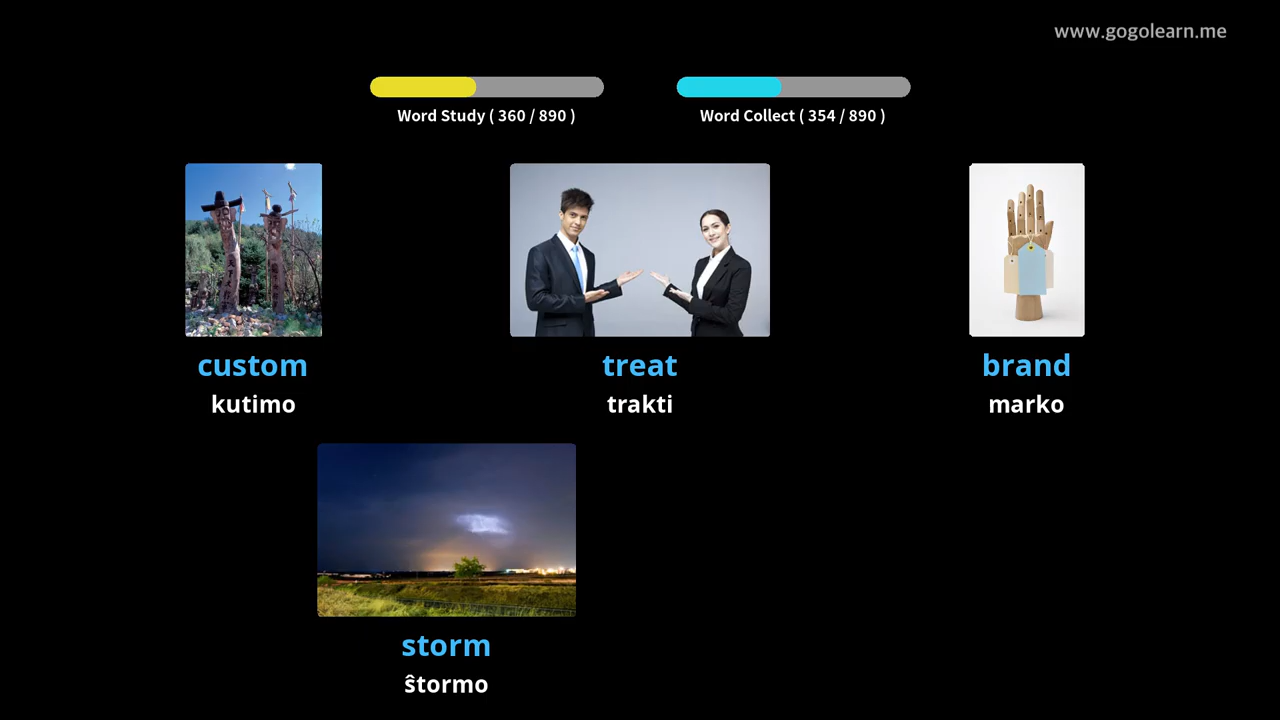 www.gogolearn.me
Word Study ( 360 / 890 )
Word Collect ( 354 / 890 )
custom
kutimo
treat
trakti
brand
marko
storm
ŝtormo